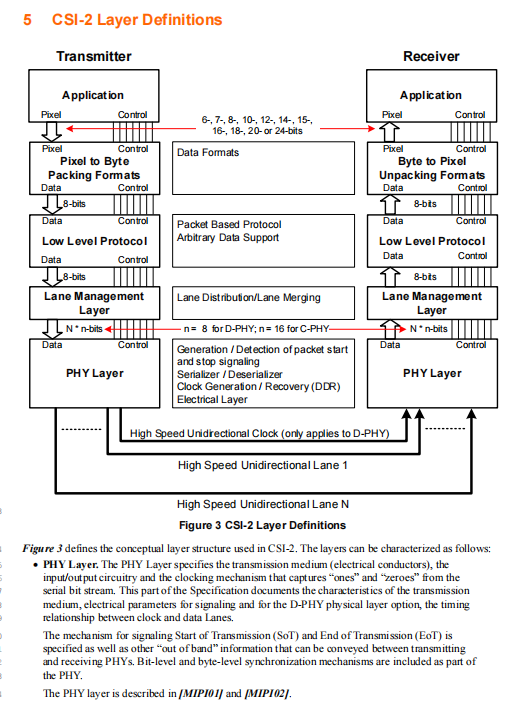 5 CSI-2 Layer Definitions
Transmitter
Receiver
Application
Pixel Control
6-, 7-, 8-, 10-, 12-, 14-, 15-,
16-, 18-, 20- or 24-bits
Application
Pixel Control
Pixel Control
Pixel to Byte
Packing Formats
Data Control
Data Formats
Pixel Control
Byte to Pixel
Unpacking Formats
Data Control
8-bits
8-bits
Data Control
Low Level Protocol
Data Control
Packet Based Protocol
Arbitrary Data Support
Data Control
Low Level Protocol
Data Control
8-bits
8-bits
Lane Management
Layer
Lane Distribution/Lane Merging
Lane Management
Layer
N * n-bits
n = 8 for D-PHY; n = 16 for C-PHY
N * n-bits
Data Control
PHY Layer
Generation / Detection of packet start
and stop signaling
Serializer / Deserializer
Clock Generation / Recovery (DDR)
Electrical Layer
Data Control
PHY Layer
High Speed Unidirectional Clock (only applies to D-PHY)
High Speed Unidirectional Lane 1
High Speed Unidirectional Lane N
Figure 3 CSI-2 Layer Definitions
Figure 3 defines the conceptual layer structure used in CSI-2. The layers can be characterized as follows:
• PHY Layer. The PHY Layer specifies the transmission medium (electrical conductors), the
input/output circuitry and the clocking mechanism that captures “ones” and “zeroes” from the
serial bit stream. This part of the Specification documents the characteristics of the transmission
medium, electrical parameters for signaling and for the D-PHY physical layer option, the timing
relationship between clock and data Lanes.
The mechanism for signaling Start of Transmission (SoT) and End of Transmission (EoT) is
specified as well as other “out of band” information that can be conveyed between transmitting
and receiving PHYs. Bit-level and byte-level synchronization mechanisms are included as part of
the PHY.
The PHY layer is described in [MIPI01] and [MIPI02].